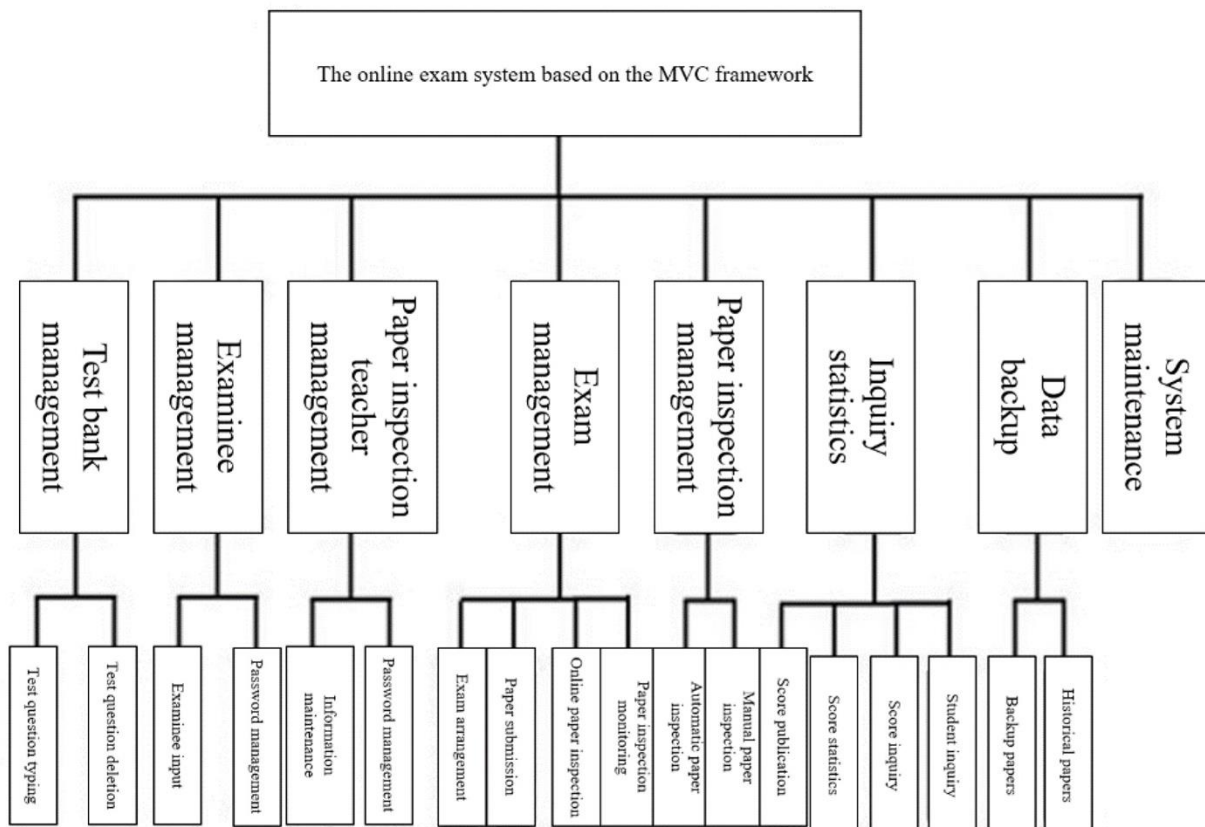 The online exam system based on the MVC framework
Test bank
management
Examinee
management
Paper inspection
teacher
management
Exam
management
Paper inspection
management
Inquiry
statistics
Data
backup
System
maintenance
Test question typing
Test question deletion
Examinee input
Password management
Information
maintenance
Password management
Exam arrangement
Paper submission
Online paper inspection
Paper inspection
monitoring
Automatic paper
inspection
Manual paper
inspection
Score publication
Score statistics
Score inquiry
Student inquiry
Backup papers
Historical papers